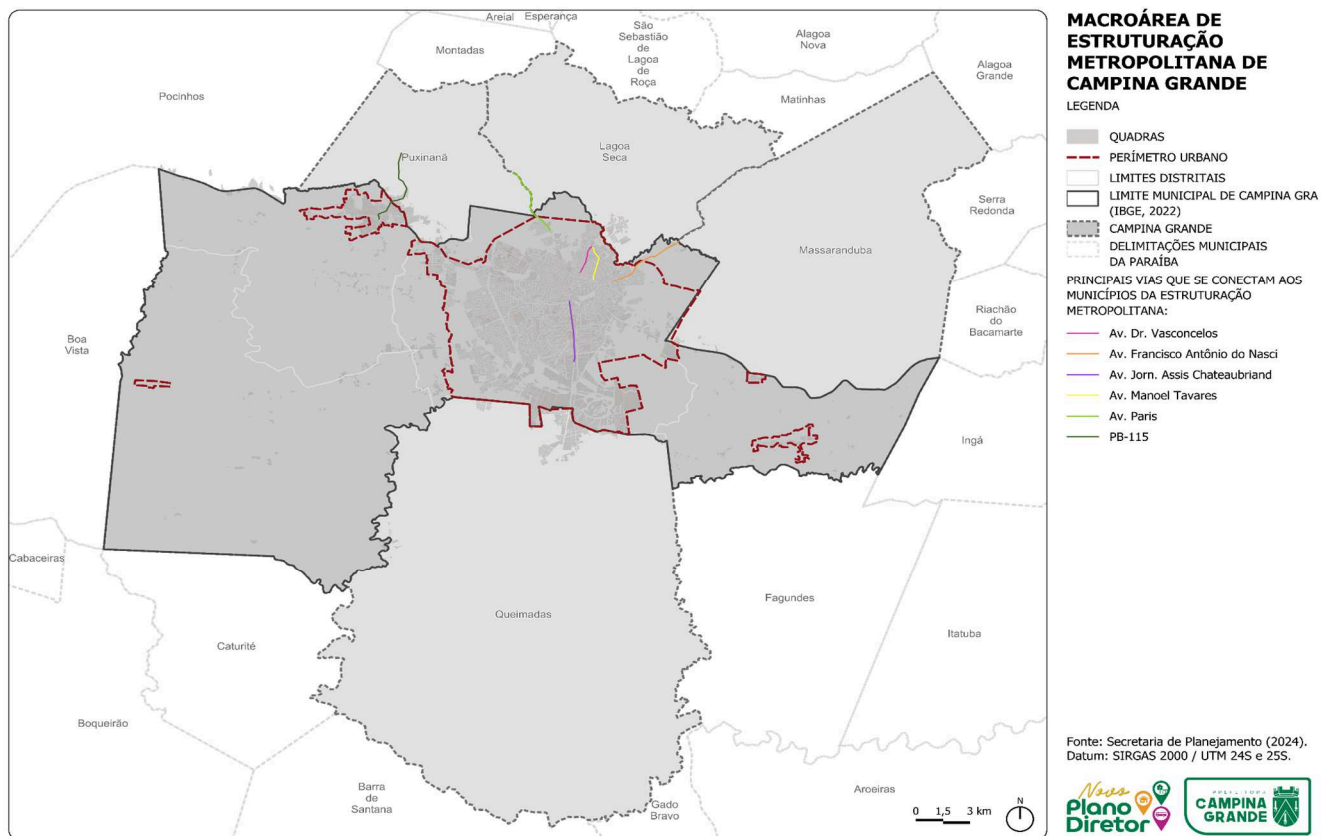 MACROÁREA DE
ESTRUTURAÇÃO
METROPOLITANA DE
CAMPINA GRANDE
LEGENDA
QUADRAS
PERÍMETRO URBANO
LIMITES DISTRITAIS
LIMITE MUNICIPAL DE CAMPINA GRA
(IBGE, 2022)
CAMPINA GRANDE
DELIMITAÇÕES MUNICIPAIS
DA PARAÍBA
PRINCIPAIS VIAS QUE SE CONECTAM AOS
MUNICÍPIOS DA ESTRUTURAÇÃO
METROPOLITANA:
Av. Dr. Vasconcelos
Av. Francisco Antônio do Nasci
Av. Jorn. Assis Chateaubriand
Av. Manoel Tavares
Av. Paris
PB-115
Areial
Esperança
Montadas
São
Sebastião
de
Lagoa
de
Roça
Alagoa
Nova
Alagoa
Grande
Pocinhos
Matinhas
Puxinanã
Lagoa
Seca
Serra
Redonda
Massaranduba
Riachão
do
Bacamarte
Boa
Vista
Ingá
Cabaceiras
Queimadas
Fagundes
Itatuba
Caturité
Boqueirão
Barra
de
Santana
Gado
Bravo
Aroeiras
0 1,5 3 km
N
Fonte: Secretaria de Planejamento (2024).
Datum: SIRGAS 2000 / UTM 24S e 25S.
Novo
Plano
Diretor
PREFEITURA
CAMPINA
GRANDE